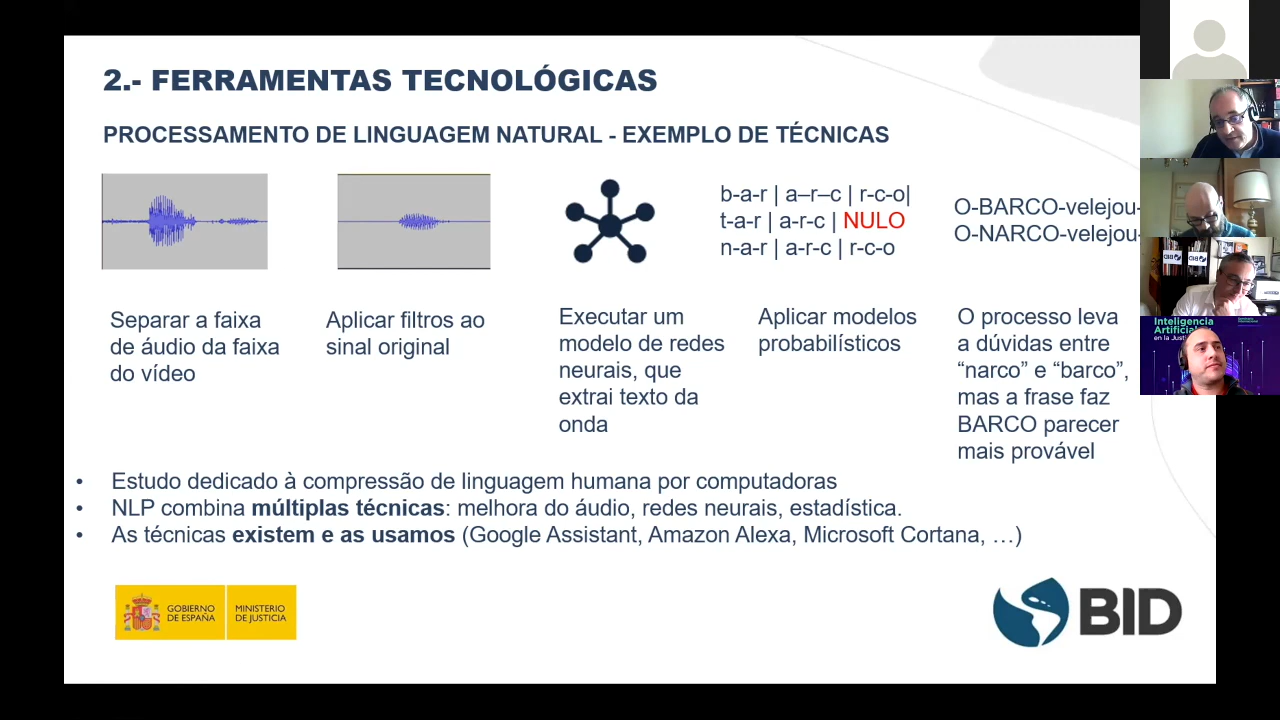 2.- FERRAMENTAS TECNOLÓGICAS
PROCESSAMENTO DE LINGUAGEM NATURAL - EXEMPLO DE TÉCNICAS
b-a-r | a–r–c | r-c-o|
t-a-r | a-r-c | NULO
n-a-r | a-r-c | r-c-o
O-BARCO-velejou-
O-NARCO-velejou-
Separar a faixa
de áudio da faixa
do vídeo
Aplicar filtros ao
sinal original
Executar um
modelo de redes
neurais, que
extrai texto da
onda
Aplicar modelos
probabilísticos
O processo leva
a dúvidas entre
“narco” e “barco”,
mas a frase faz
BARCO parecer
mais provável
• Estudo dedicado à compressão de linguagem humana por computadoras
• NLP combina múltiplas técnicas: melhora do áudio, redes neurais, estadística.
• As técnicas existem e as usamos (Google Assistant, Amazon Alexa, Microsoft Cortana, …)
GOBIERNO
DE ESPAÑA
MINISTERIO
DE JUSTICIA
BID
BID
BID
Inteligencia
Artificial
en la Justi